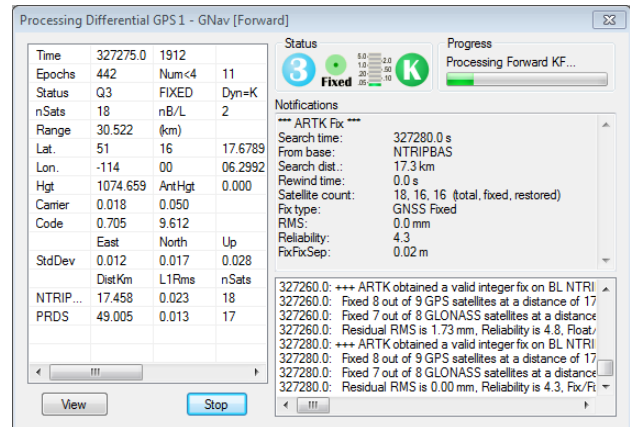 Processing Differential GPS 1 - GNav [Forward]
Time 327275.0 1912
Epochs 442 Num<4 11
Status Q3 FIXED Dyn=K
nSats 18 nB/L 2
Range 30.522 (km)
Lat. 51 16 17.6789
Lon. -114 00 06.2992
Hgt 1074.659 AntHgt 0.000
Carrier 0.018 0.050
Code 0.705 9.612
East North Up
StdDev 0.012 0.017 0.028
DistKm L1Rms nSats
NTRIP... 17.458 0.023 18
PRDS 49.005 0.013 17
View Stop
Status
3 Fixed K
5.0 2.0
1.0 .50
.20 .10
.05
Progress
Processing Forward KF...
Notifications
*** ARTK Fix ***
Search time: 327280.0 s
From base: NTRIPBAS
Search dist.: 17.3 km
Rewind time: 0.0 s
Satellite count: 18, 16, 16 (total, fixed, restored)
Fix type: GNSS Fixed
RMS: 0.0 mm
Reliability: 4.3
FixFixSep: 0.02 m
327260.0: +++ ARTK obtained a valid integer fix on BL NTRI
327260.0: Fixed 8 out of 9 GPS satellites at a distance of 17
327260.0: Fixed 7 out of 8 GLONASS satellites at a distance
327260.0: Residual RMS is 1.73 mm, Reliability is 4.8, Float/
327280.0: +++ ARTK obtained a valid integer fix on BL NTRI
327280.0: Fixed 8 out of 9 GPS satellites at a distance of 17
327280.0: Fixed 7 out of 8 GLONASS satellites at a distance
327280.0: Residual RMS is 0.00 mm, Reliability is 4.3, Fix/Fi